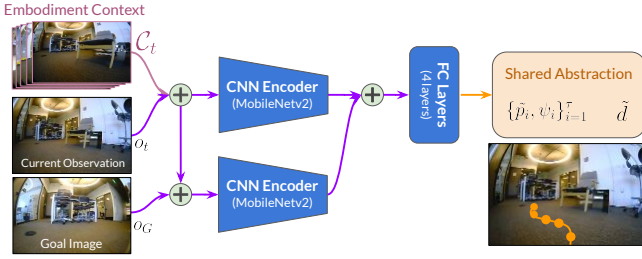 Embodiment Context
C_t
Current Observation
o_t
Goal Image
o_G
CNN Encoder
(MobileNetv2)
CNN Encoder
(MobileNetv2)
FC Layers
(4 layers)
Shared Abstraction
{p̃_i, ψ_i}_{i=1}^τ d̃